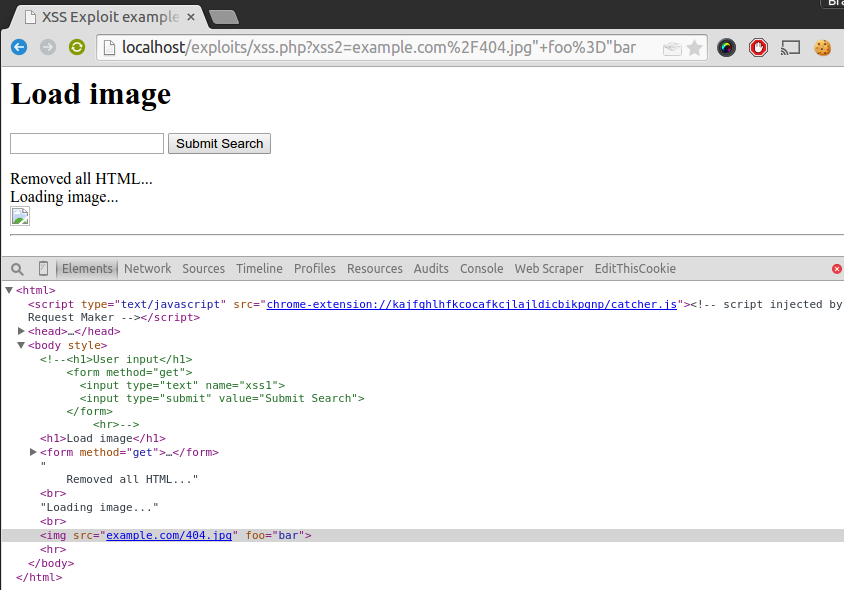 Bra
XSS Exploit example ×
localhost/exploits/xss.php?xss2=example.com%2F404.jpg"+foo%3D"bar
Load image
Submit Search
Removed all HTML...
Loading image...
Elements Network Sources Timeline Profiles Resources Audits Console Web Scraper EditThisCookie
<html>
<script type="text/javascript" src="chrome-extension://kajfghlhfkcocafkcjlajldicbikpgnp/catcher.js"><!-- script injected by
Request Maker --></script>
<head>…</head>
<body style>
<!--<h1>User input</h1>
<form method="get">
<input type="text" name="xss1">
<input type="submit" value="Submit Search">
</form>
<hr>-->
<h1>Load image</h1>
<form method="get">…</form>
"
Removed all HTML..."
<br>
"Loading image..."
<br>
<img src="example.com/404.jpg" foo="bar">
<hr>
</body>
</html>